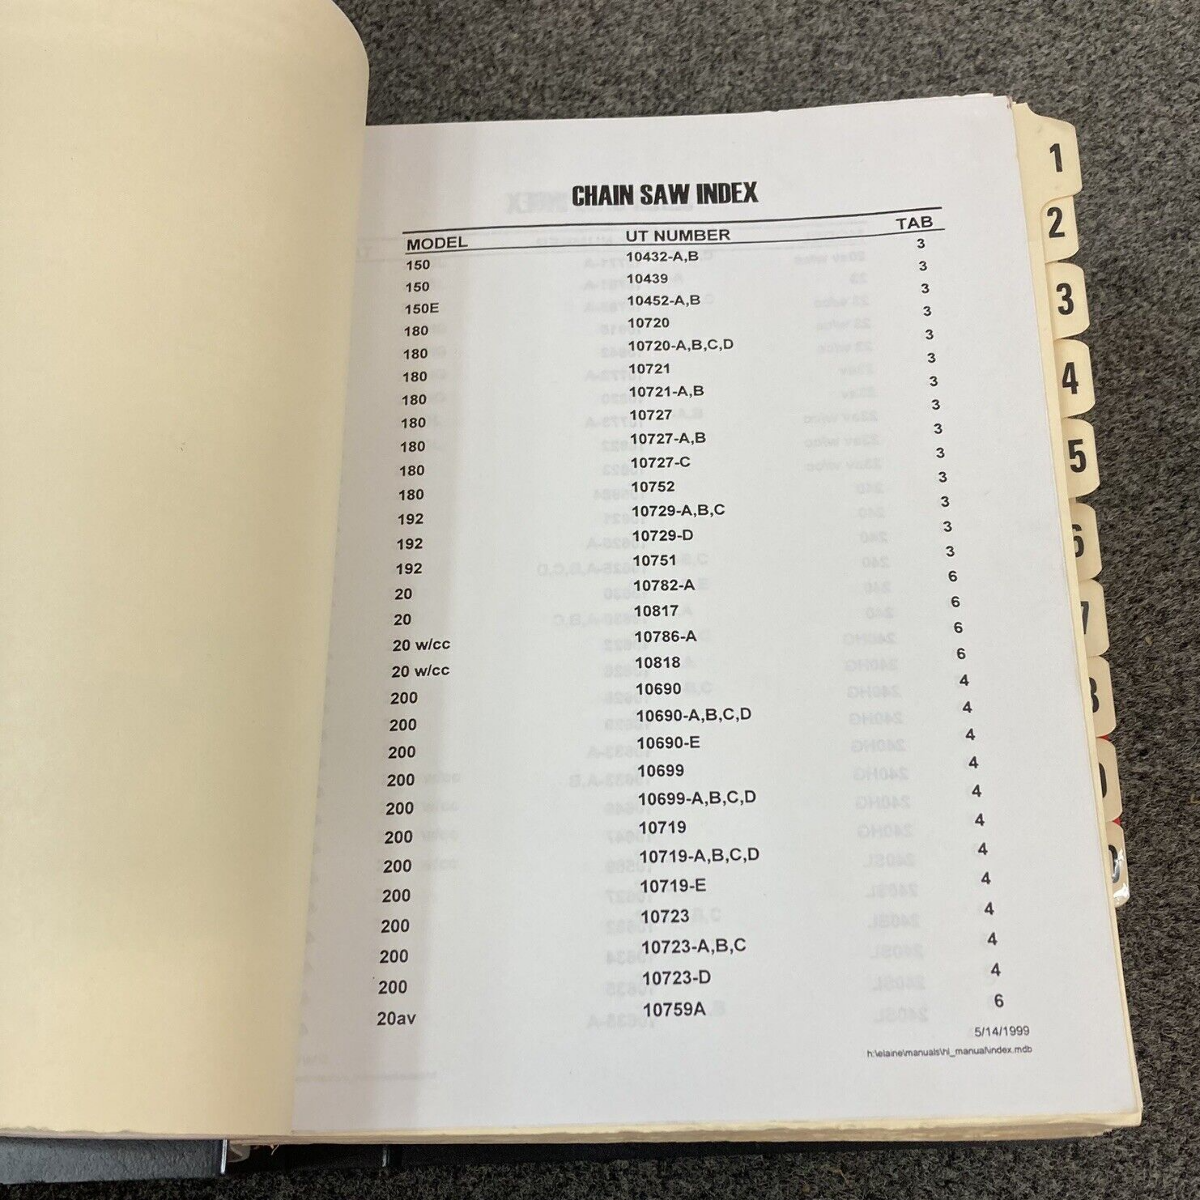 CHAIN SAW INDEX
MODEL UT NUMBER TAB
150 10432-A,B 3
150 10439 3
150E 10452-A,B 3
180 10720 3
180 10720-A,B,C,D 3
180 10721 3
180 10721-A,B 3
180 10727 3
180 10727-A,B 3
180 10727-C 3
180 10752 3
192 10729-A,B,C 3
192 10729-D 3
192 10751 3
20 10782-A 6
20 10817 6
20 w/cc 10786-A 6
20 w/cc 10818 6
200 10690 4
200 10690-A,B,C,D 4
200 10690-E 4
200 10699 4
200 10699-A,B,C,D 4
200 10719 4
200 10719-A,B,C,D 4
200 10719-E 4
200 10723 4
200 10723-A,B,C 4
200 10723-D 4
20av 10759A 6
5/14/1999
h:\elaine\manuals\hl_manual\index.mdb
1
2
3
4
5
6
7